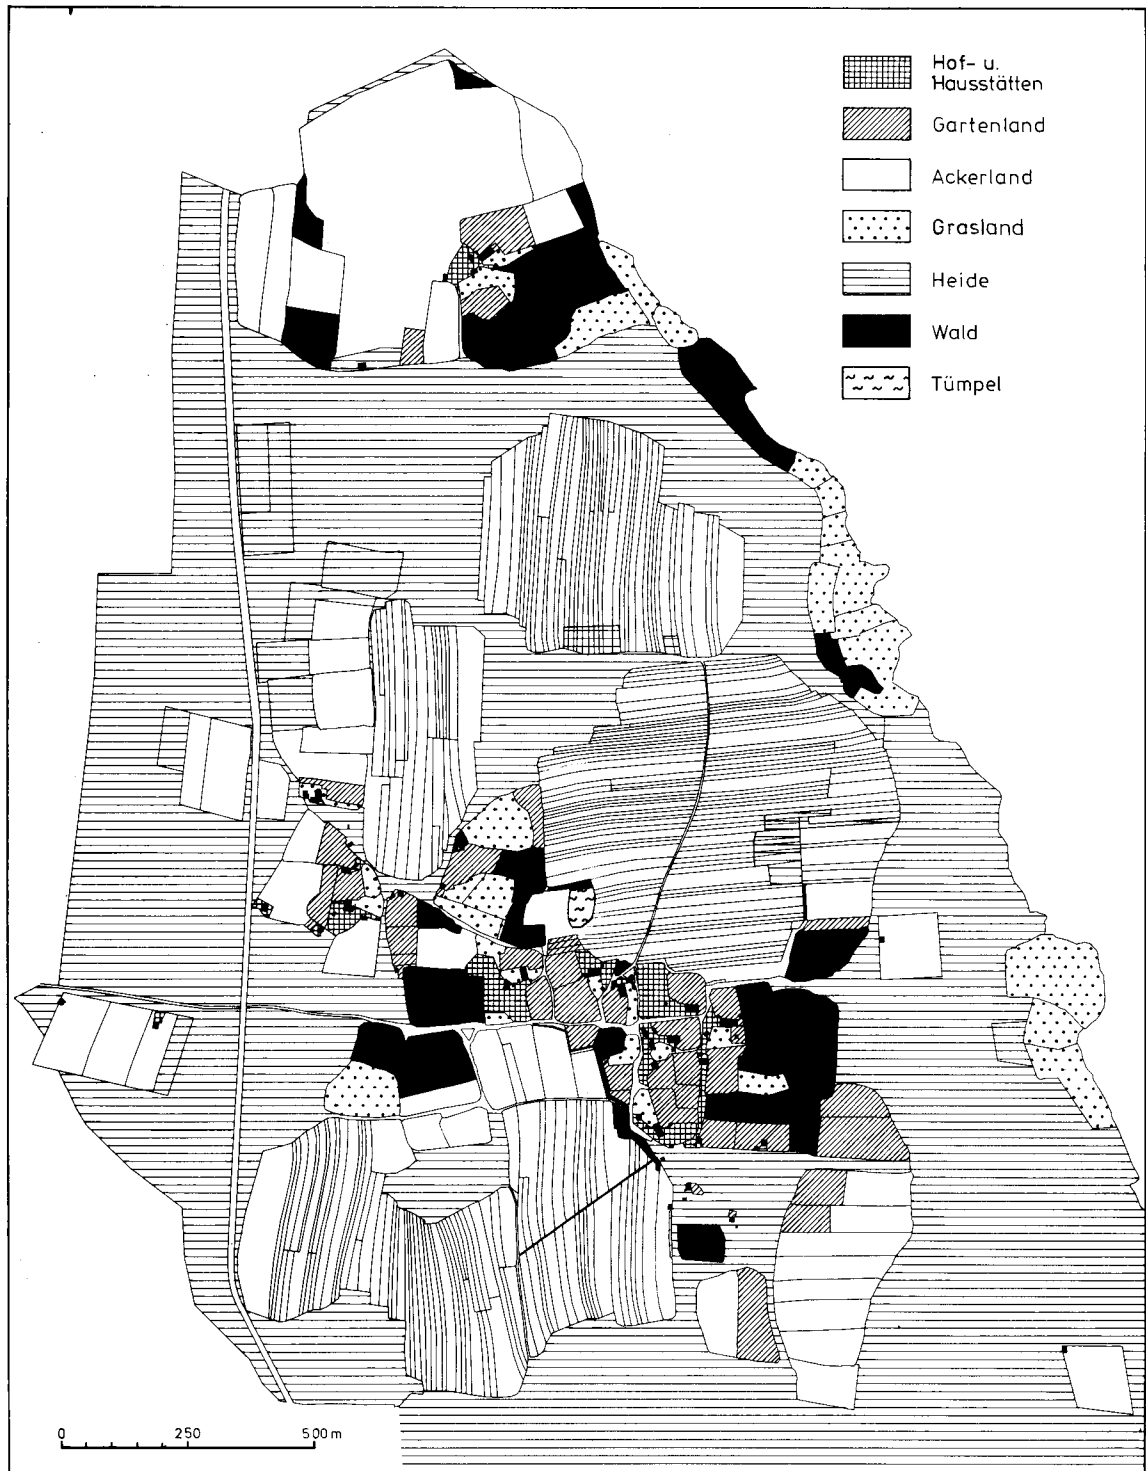 Hof- u.
Hausstätten
Gartenland
Ackerland
Grasland
Heide
Wald
Tümpel
0 250 500 m